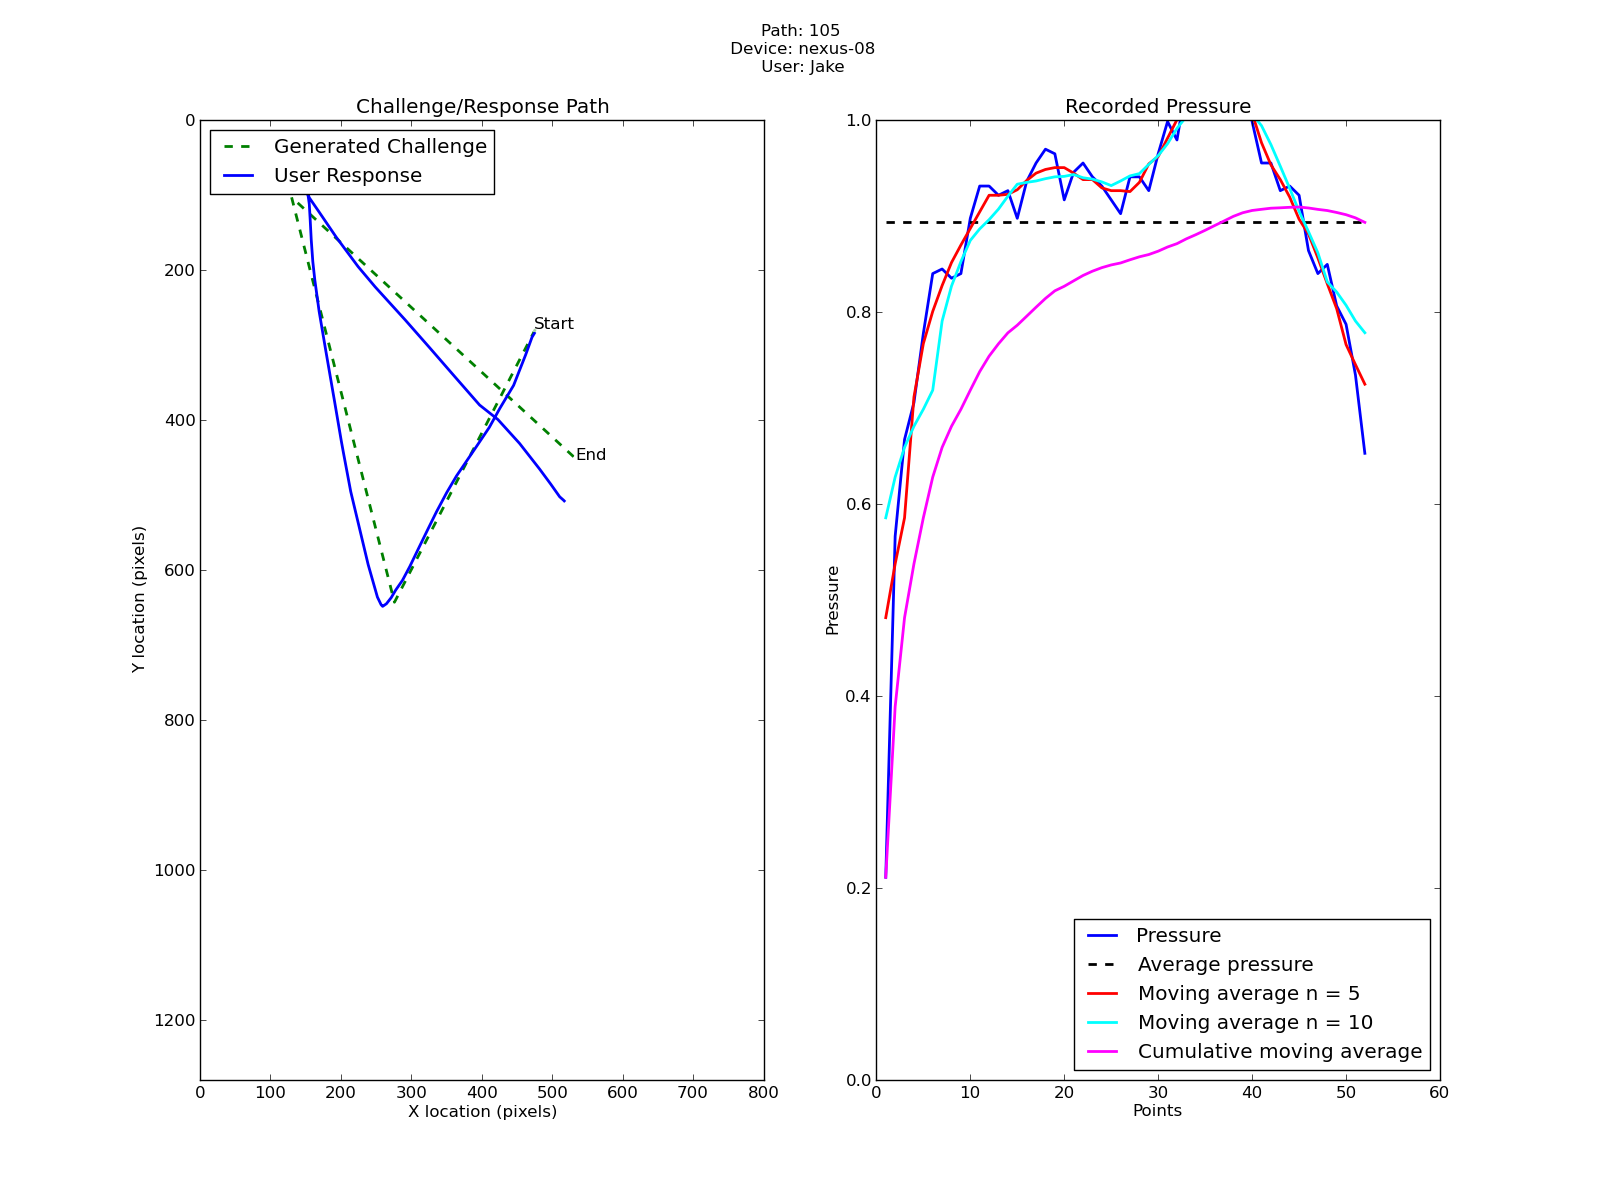 Path: 105
Device: nexus-08
User: Jake
Challenge/Response Path
Generated Challenge
User Response
Start
End
0
200
400
600
800
1000
1200
Y location (pixels)
0 100 200 300 400 500 600 700 800
X location (pixels)
Recorded Pressure
1.0
0.8
0.6
0.4
0.2
0.0
Pressure
Pressure
Average pressure
Moving average n = 5
Moving average n = 10
Cumulative moving average
0 10 20 30 40 50 60
Points